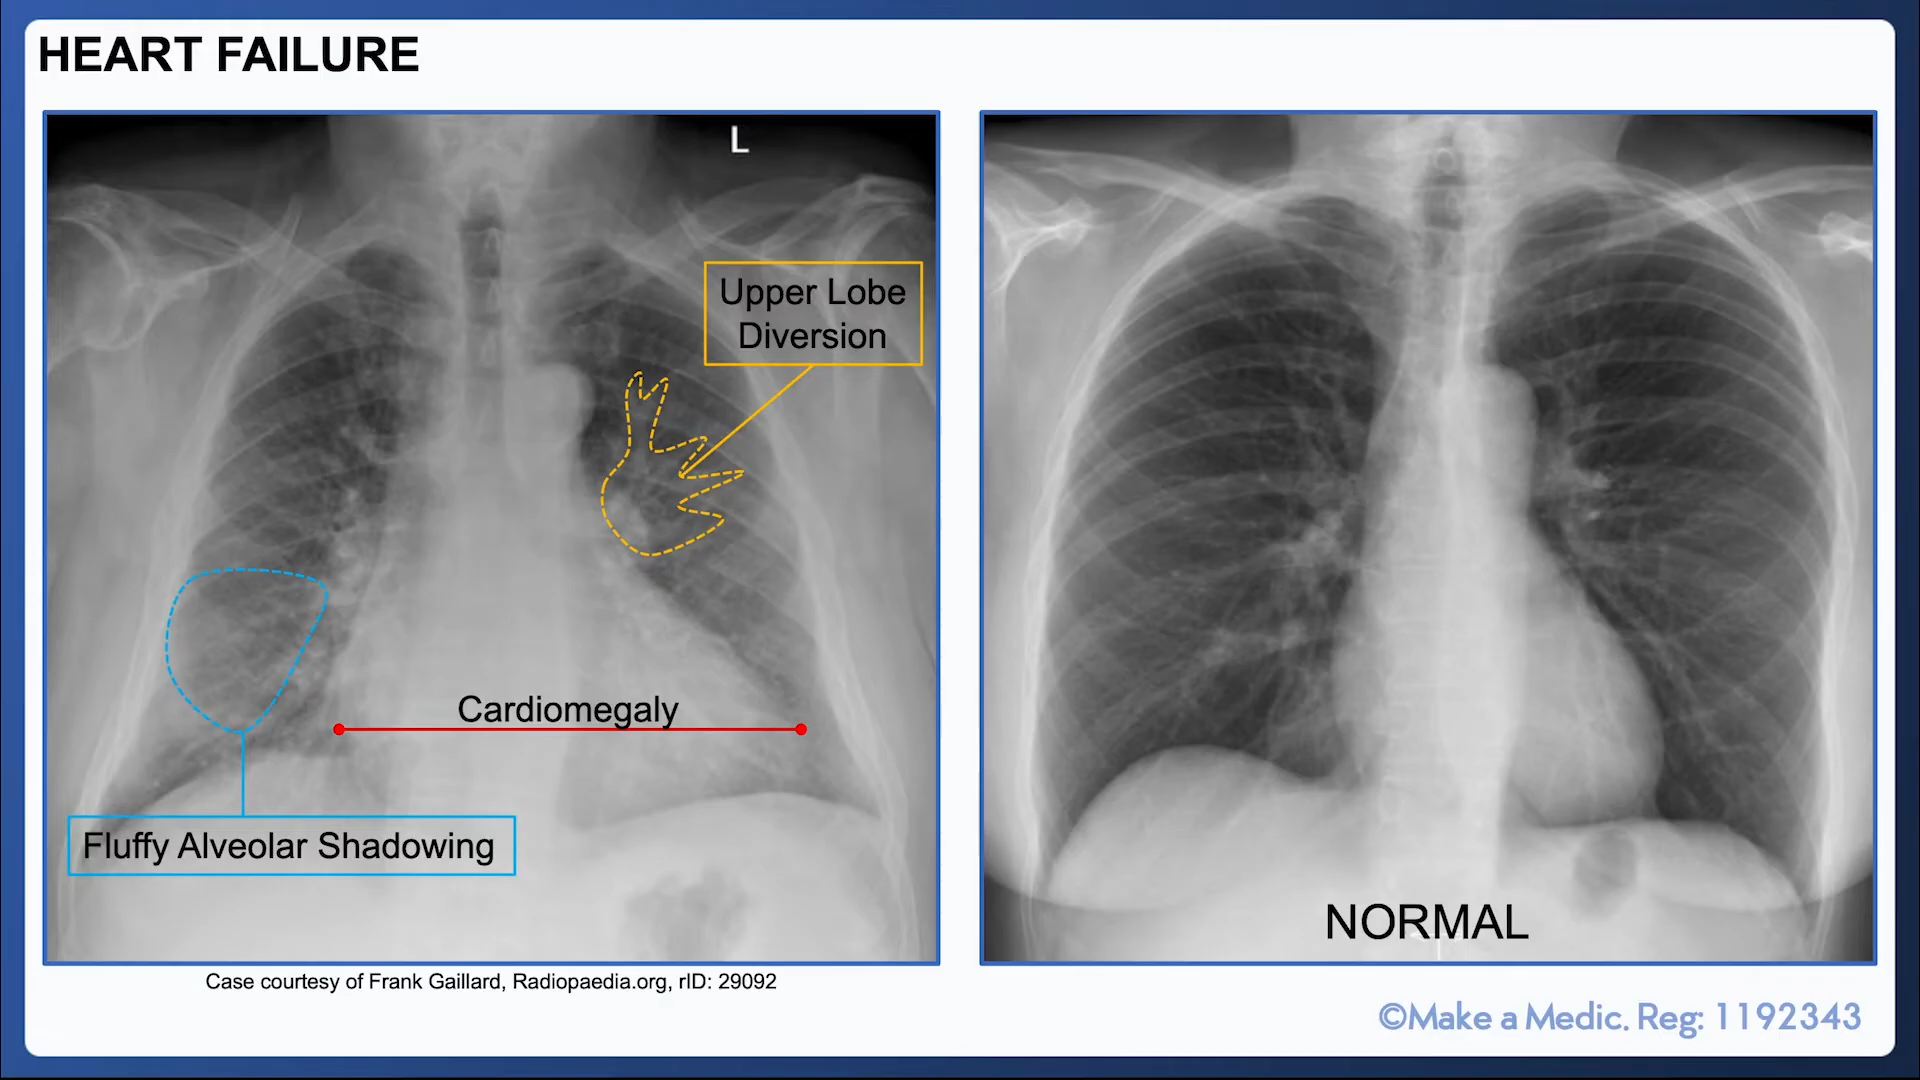 HEART FAILURE
L
Upper Lobe
Diversion
Cardiomegaly
Fluffy Alveolar Shadowing
NORMAL
Case courtesy of Frank Gaillard, Radiopaedia.org, rID: 29092
©Make a Medic. Reg: 1192343